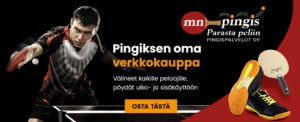 mn pingis
Parasta peliin
PINGISPALVELUT OY
Pingiksen oma
verkkokauppa
Välineet kaikille pelaajille,
pöydät ulko- ja sisäkäyttöön
OSTA TÄSTÄ